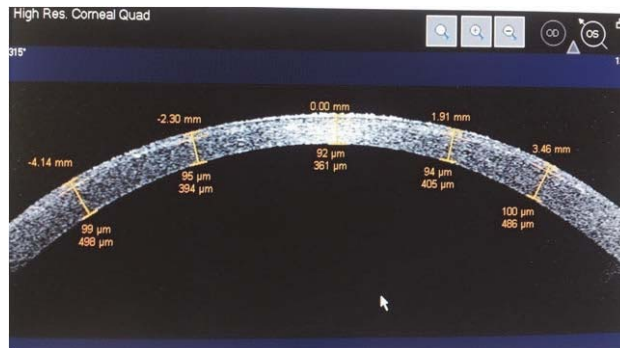 High Res. Corneal Quad
OD
OS
315°
0.00 mm
-2.30 mm
1.91 mm
-4.14 mm
3.46 mm
92 µm
361 µm
95 µm
394 µm
94 µm
405 µm
99 µm
498 µm
100 µm
486 µm